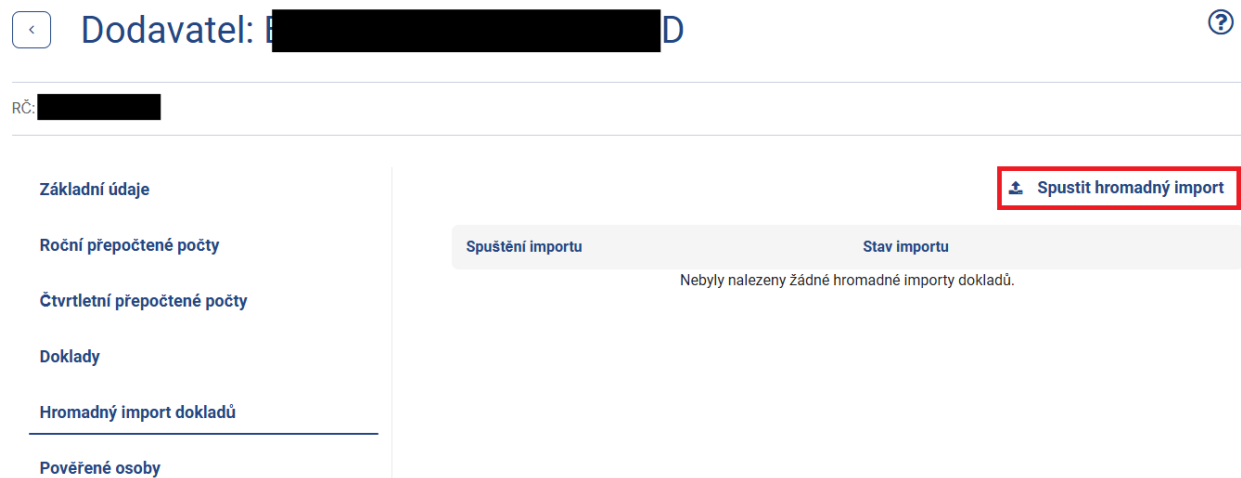 Dodavatel: D
RČ:
Základní údaje
Spustit hromadný import
Roční přepočtené počty
Spuštění importu Stav importu
Nebyly nalezeny žádné hromadné importy dokladů.
Čtvrtletní přepočtené počty
Doklady
Hromadný import dokladů
Pověřené osoby